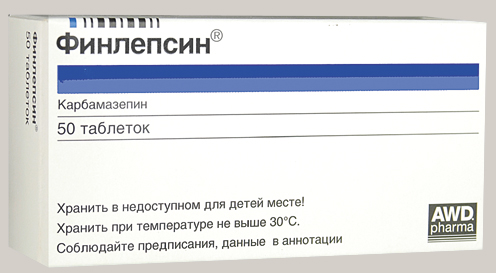 Финлепсин®
Карбамазепин
50 таблеток
Хранить в недоступном для детей месте!
Хранить при температуре не выше 30°C.
Соблюдайте предписания, данные в аннотации
AWD
pharma
Финлепсин®
50 таблеток